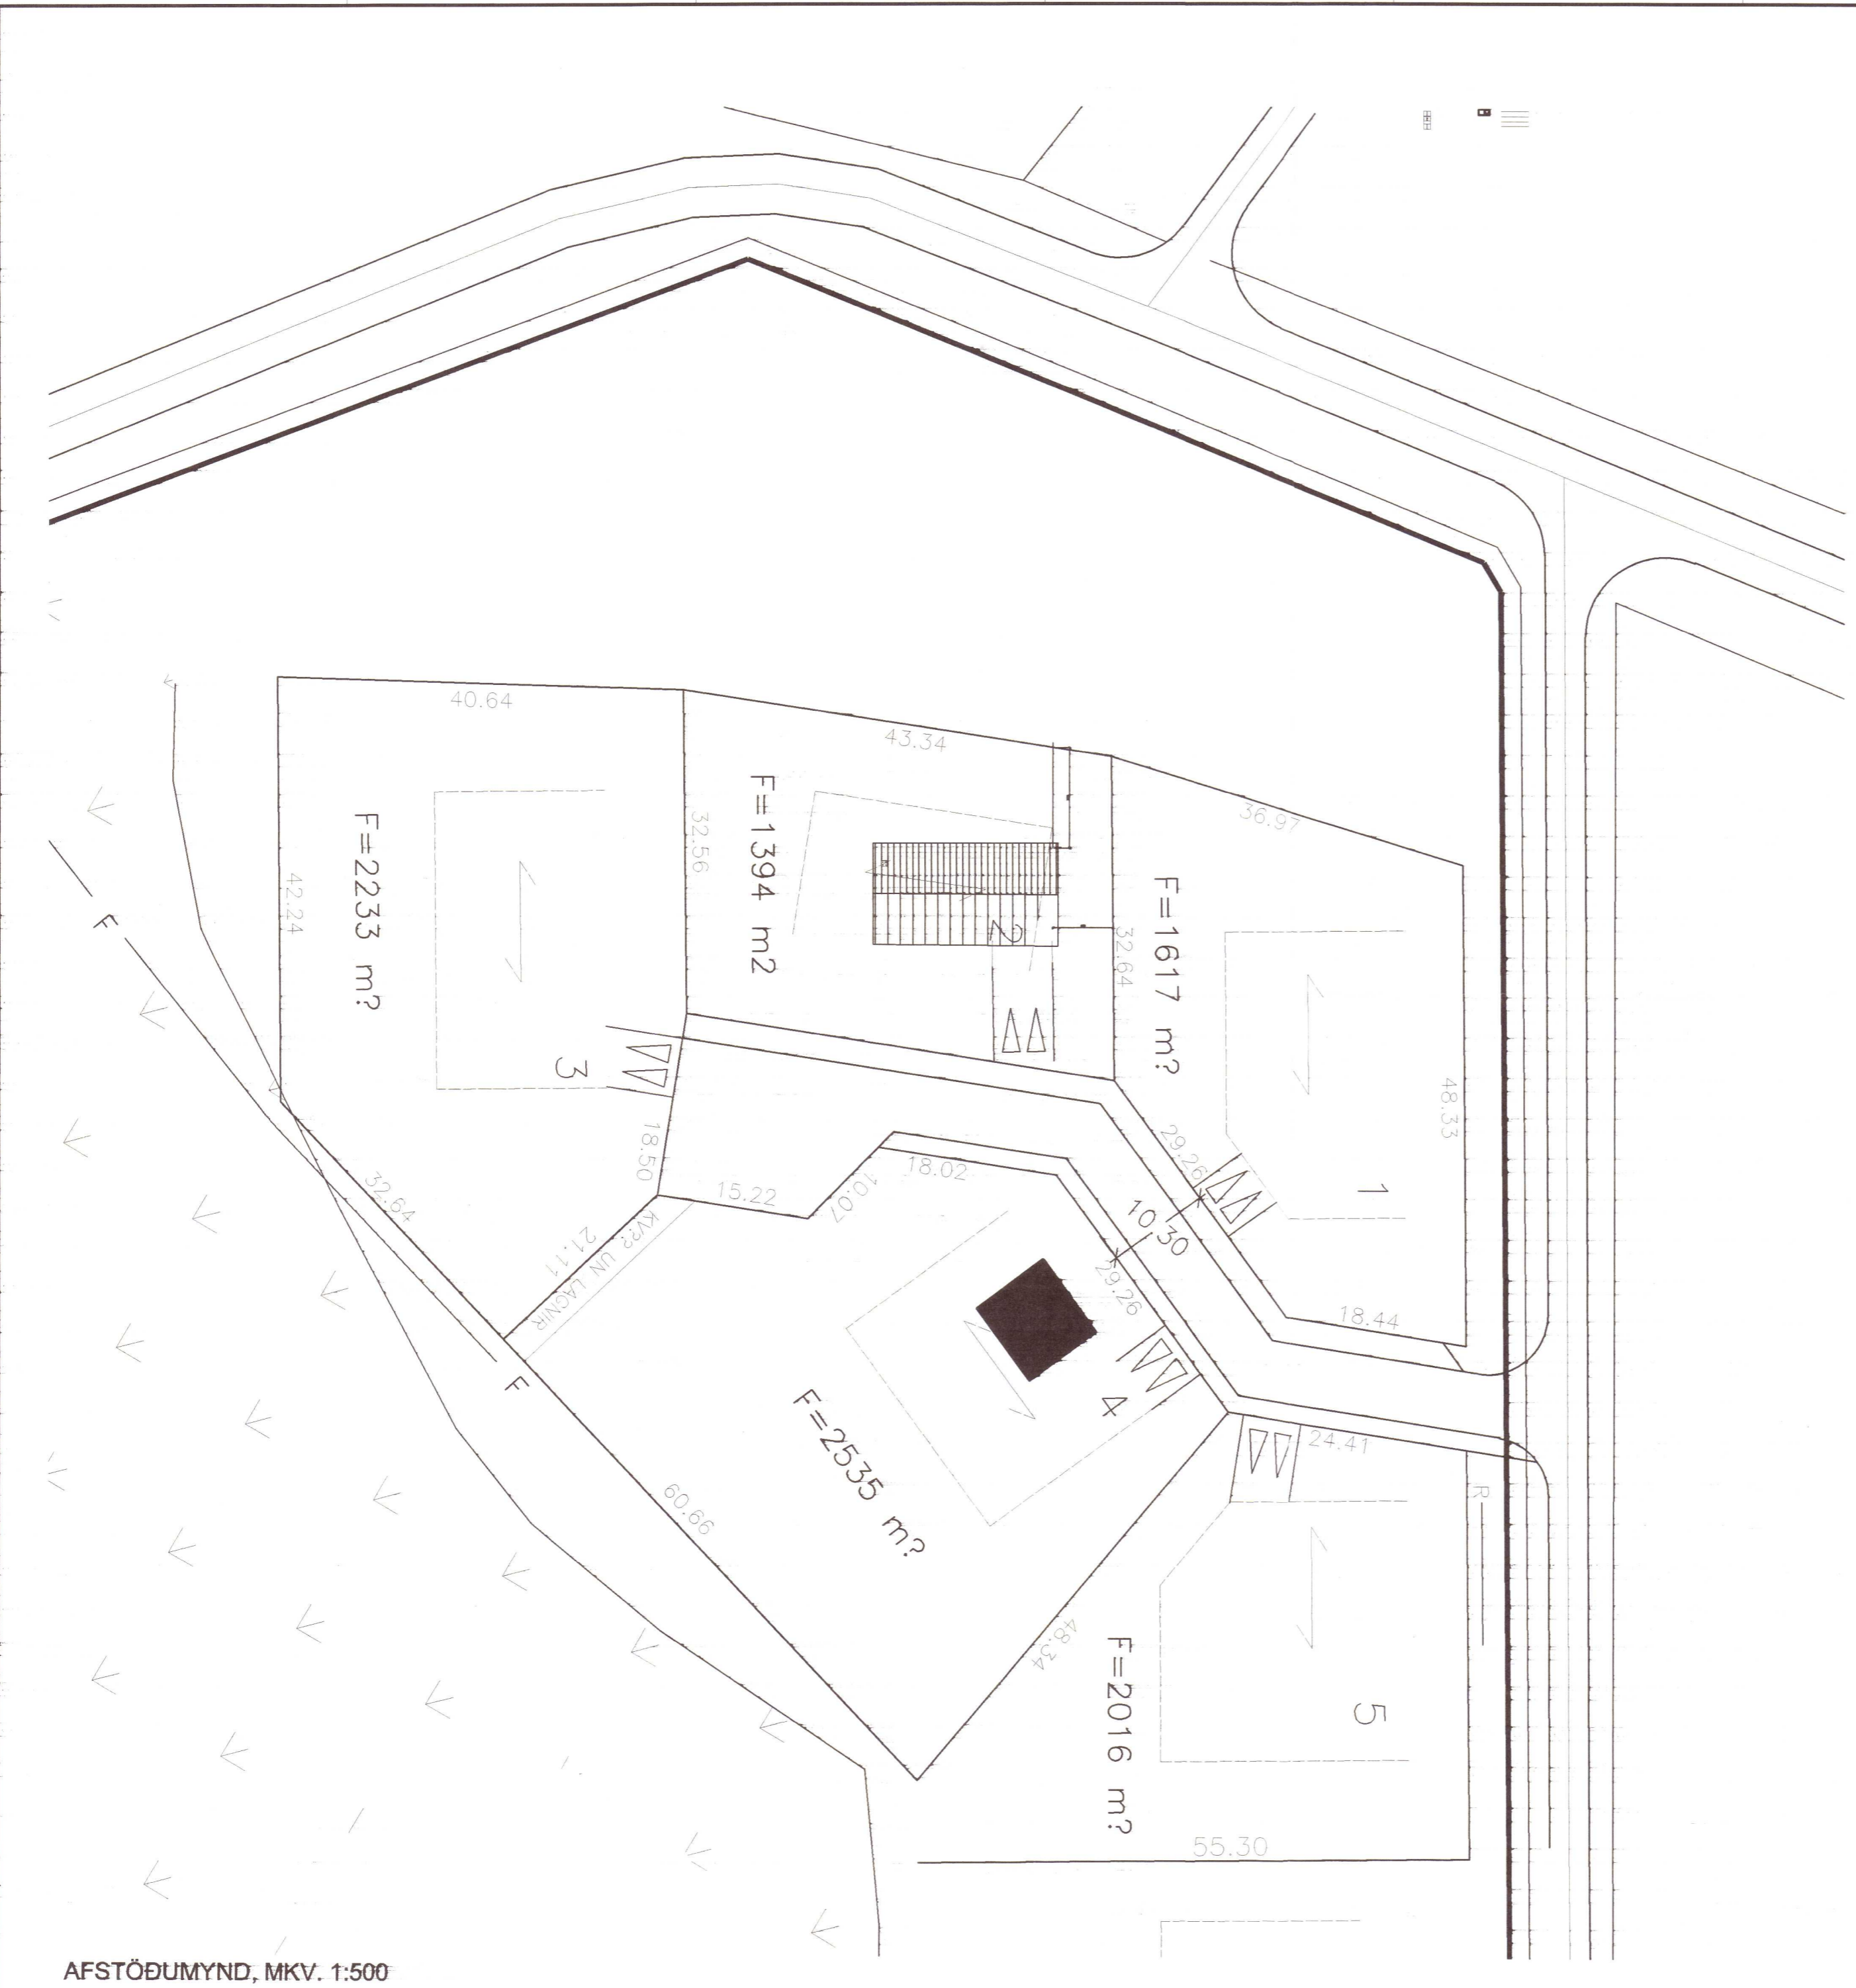 40.64
43.34
36.97
F=2233 m?
42.24
32.56
F=1394 m2
2
32.64
F=1617 m?
48.33
1
F
3
18.50
32.64
15.22
10.07
18.02
29.26
10.30
29.26
18.44
21.11
KV?? UN LAGNIR
F
4
F=2535 m?
24.41
R
60.66
48.34
F=2016 m?
5
55.30
AFSTÖÐUMYND, MKV. 1:500